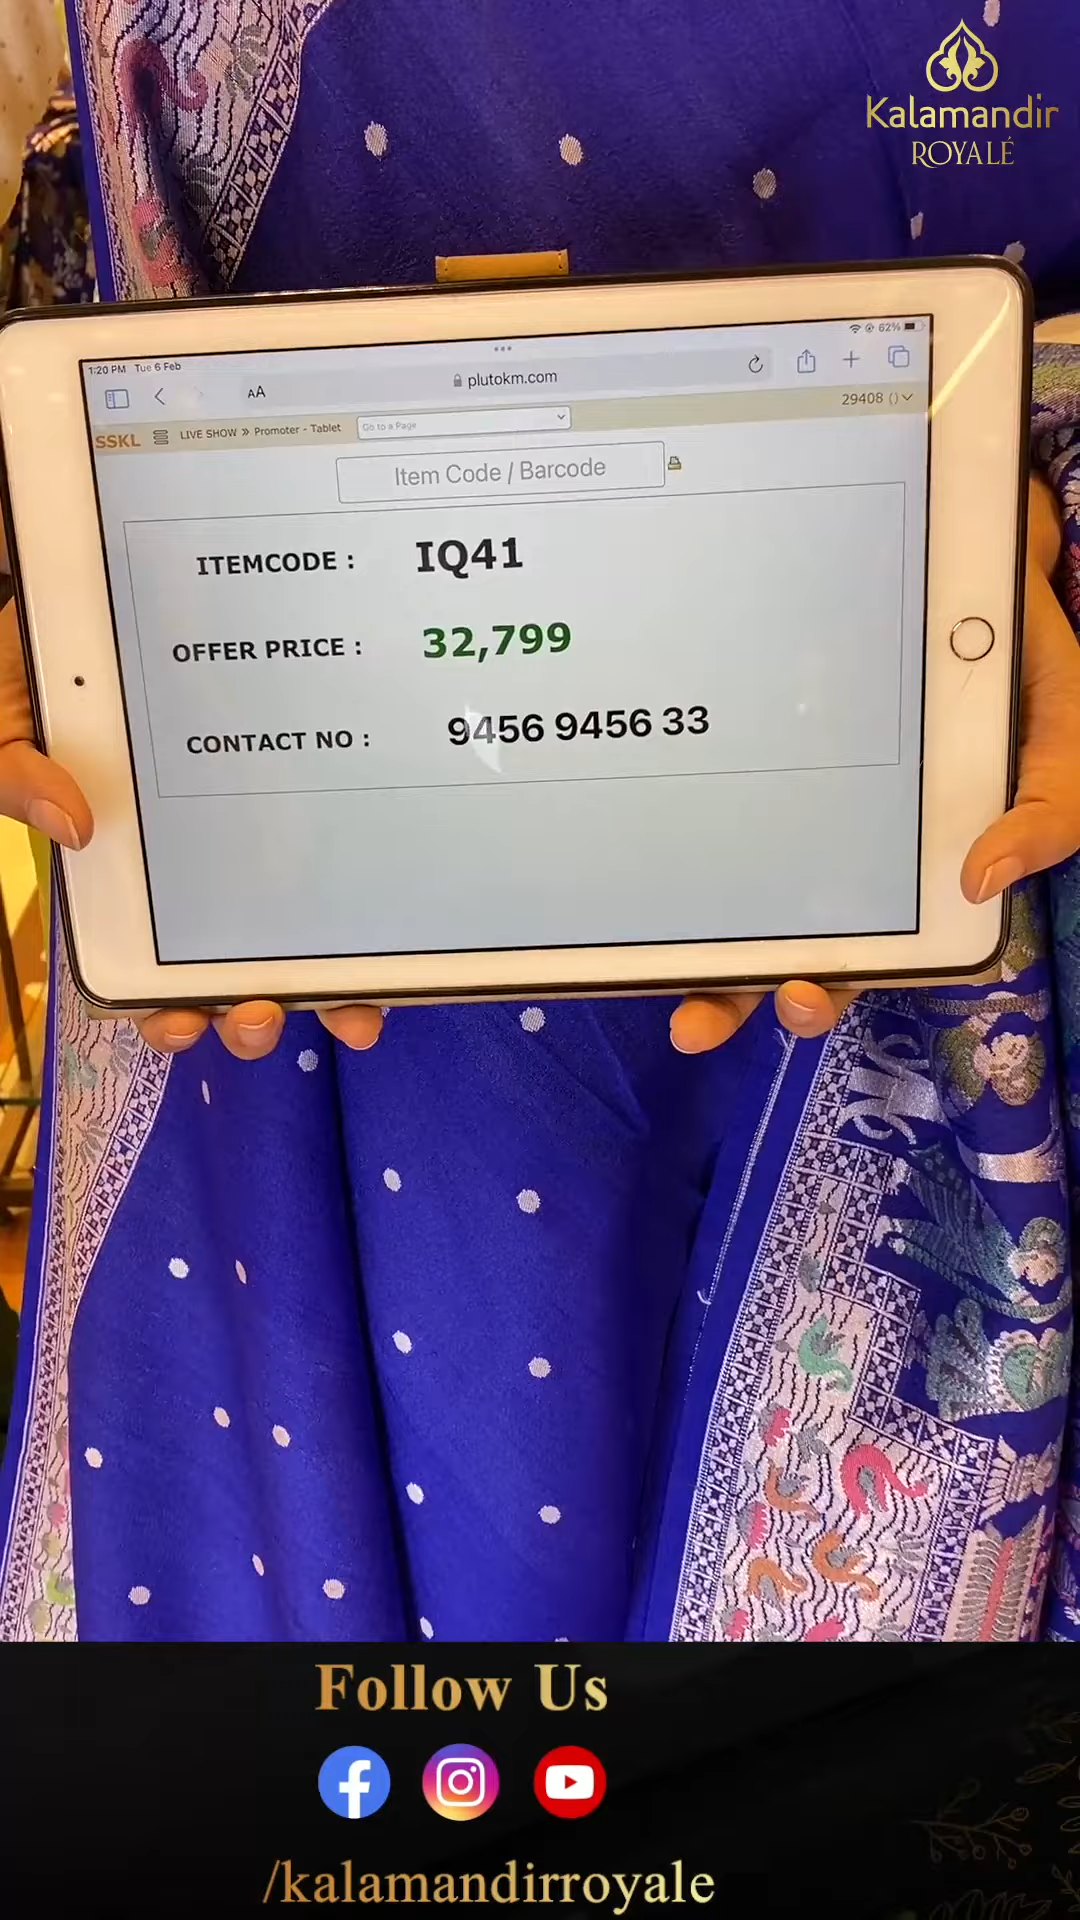 Kalamandir
ROYALÉ
1:20 PM Tue 6 Feb
62%
AA
plutokm.com
29408 ()
SSKL
LIVE SHOW » Promoter - Tablet
Go to a Page
Item Code / Barcode
ITEMCODE : IQ41
OFFER PRICE : 32,799
CONTACT NO : 9456 9456 33
Follow Us
/kalamandirroyale